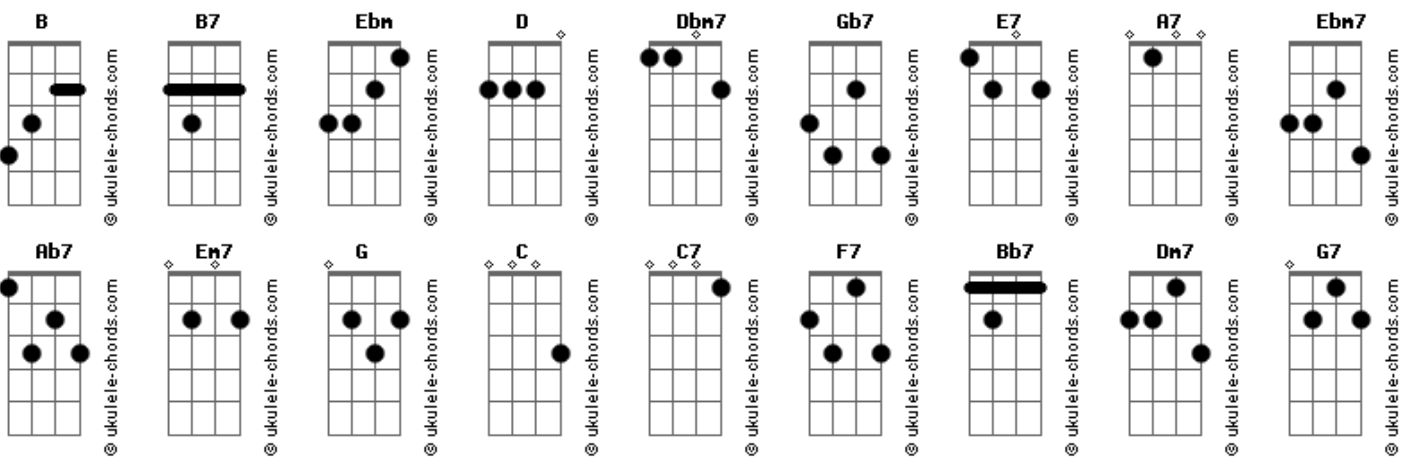 B B7 Ebm D Dbm7 Gb7 E7 A7 Ebm7
© ukulele-chords.com © ukulele-chords.com © ukulele-chords.com © ukulele-chords.com © ukulele-chords.com © ukulele-chords.com © ukulele-chords.com © ukulele-chords.com © ukulele-chords.com
Ab7 Em7 G C C7 F7 Bb7 Dm7 G7
© ukulele-chords.com © ukulele-chords.com © ukulele-chords.com © ukulele-chords.com © ukulele-chords.com © ukulele-chords.com © ukulele-chords.com © ukulele-chords.com © ukulele-chords.com